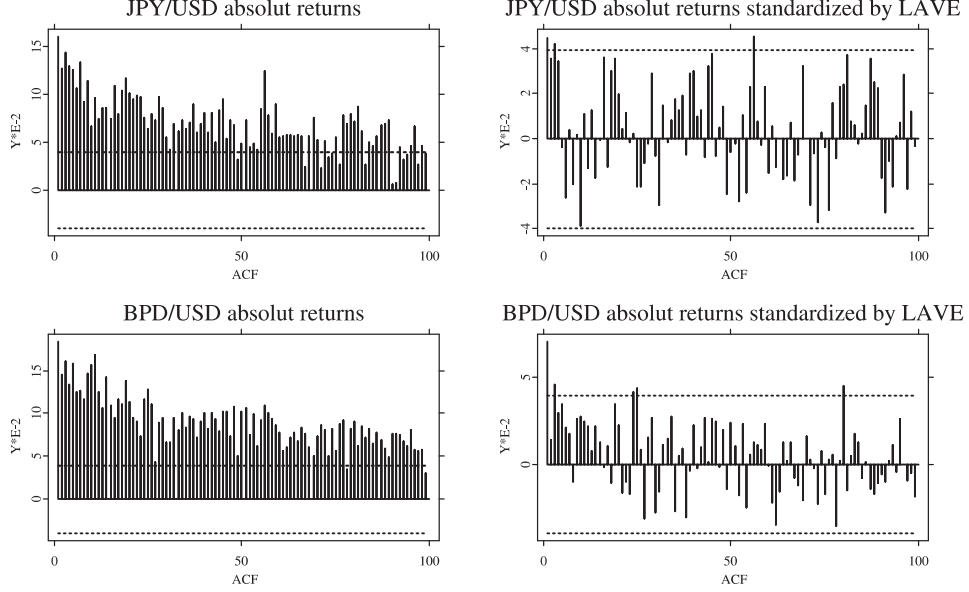 JPY/USD absolut returns
15
10
5
0
Y*E-2
0 50 100
ACF
JPY/USD absolut returns standardized by LAVE
4
2
0
-2
-4
Y*E-2
0 50 100
ACF
BPD/USD absolut returns
15
10
5
0
Y*E-2
0 50 100
ACF
BPD/USD absolut returns standardized by LAVE
5
0
Y*E-2
0 50 100
ACF